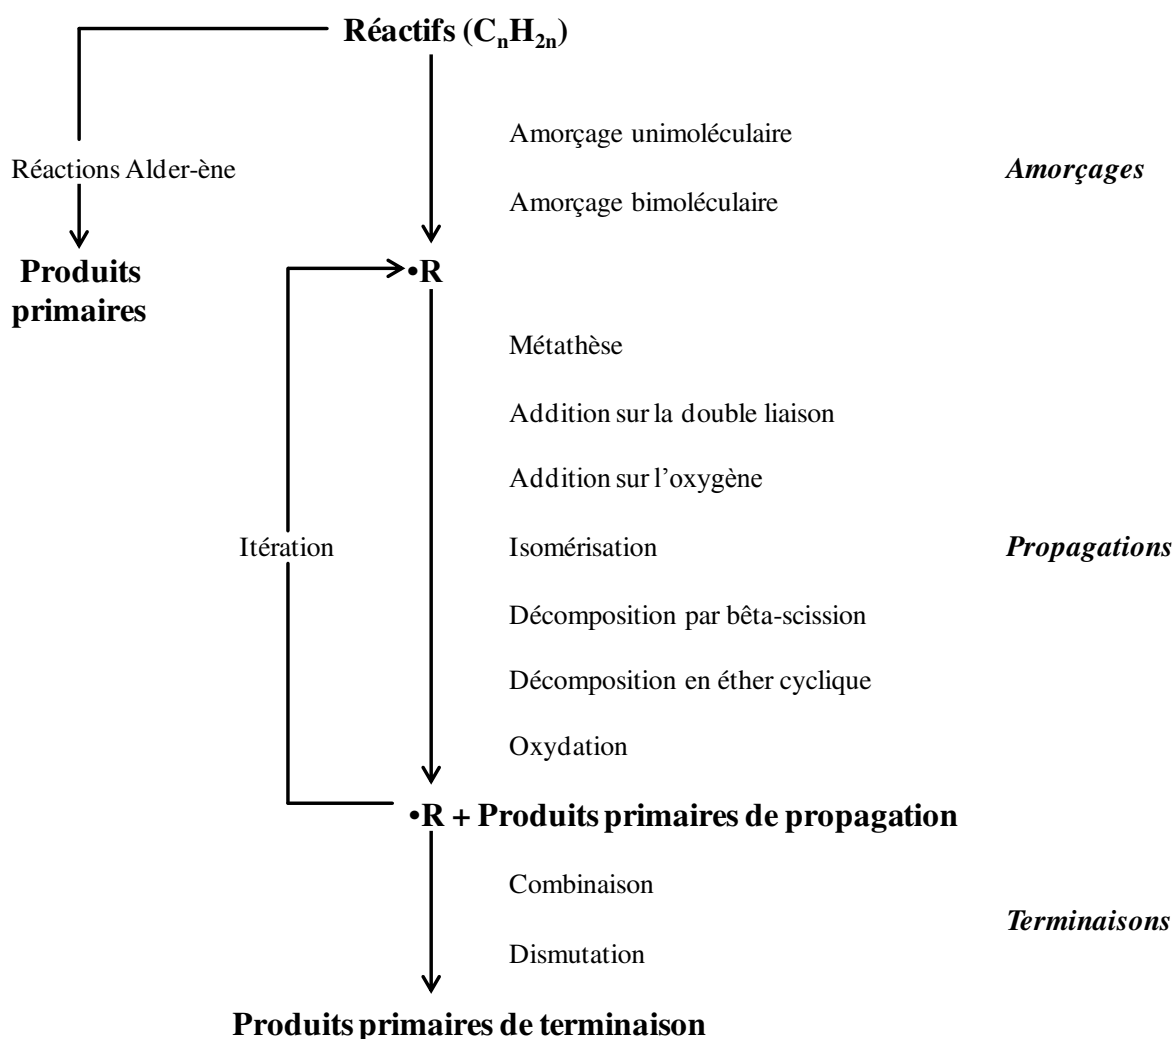 Réactifs (CnH2n)
Amorçage unimoléculaire
Réactions Alder-ène
Amorçages
Amorçage bimoléculaire
Produits
primaires
•R
Métathèse
Addition sur la double liaison
Addition sur l'oxygène
Itération
Isomérisation
Propagations
Décomposition par bêta-scission
Décomposition en éther cyclique
Oxydation
•R + Produits primaires de propagation
Combinaison
Terminaisons
Dismutation
Produits primaires de terminaison